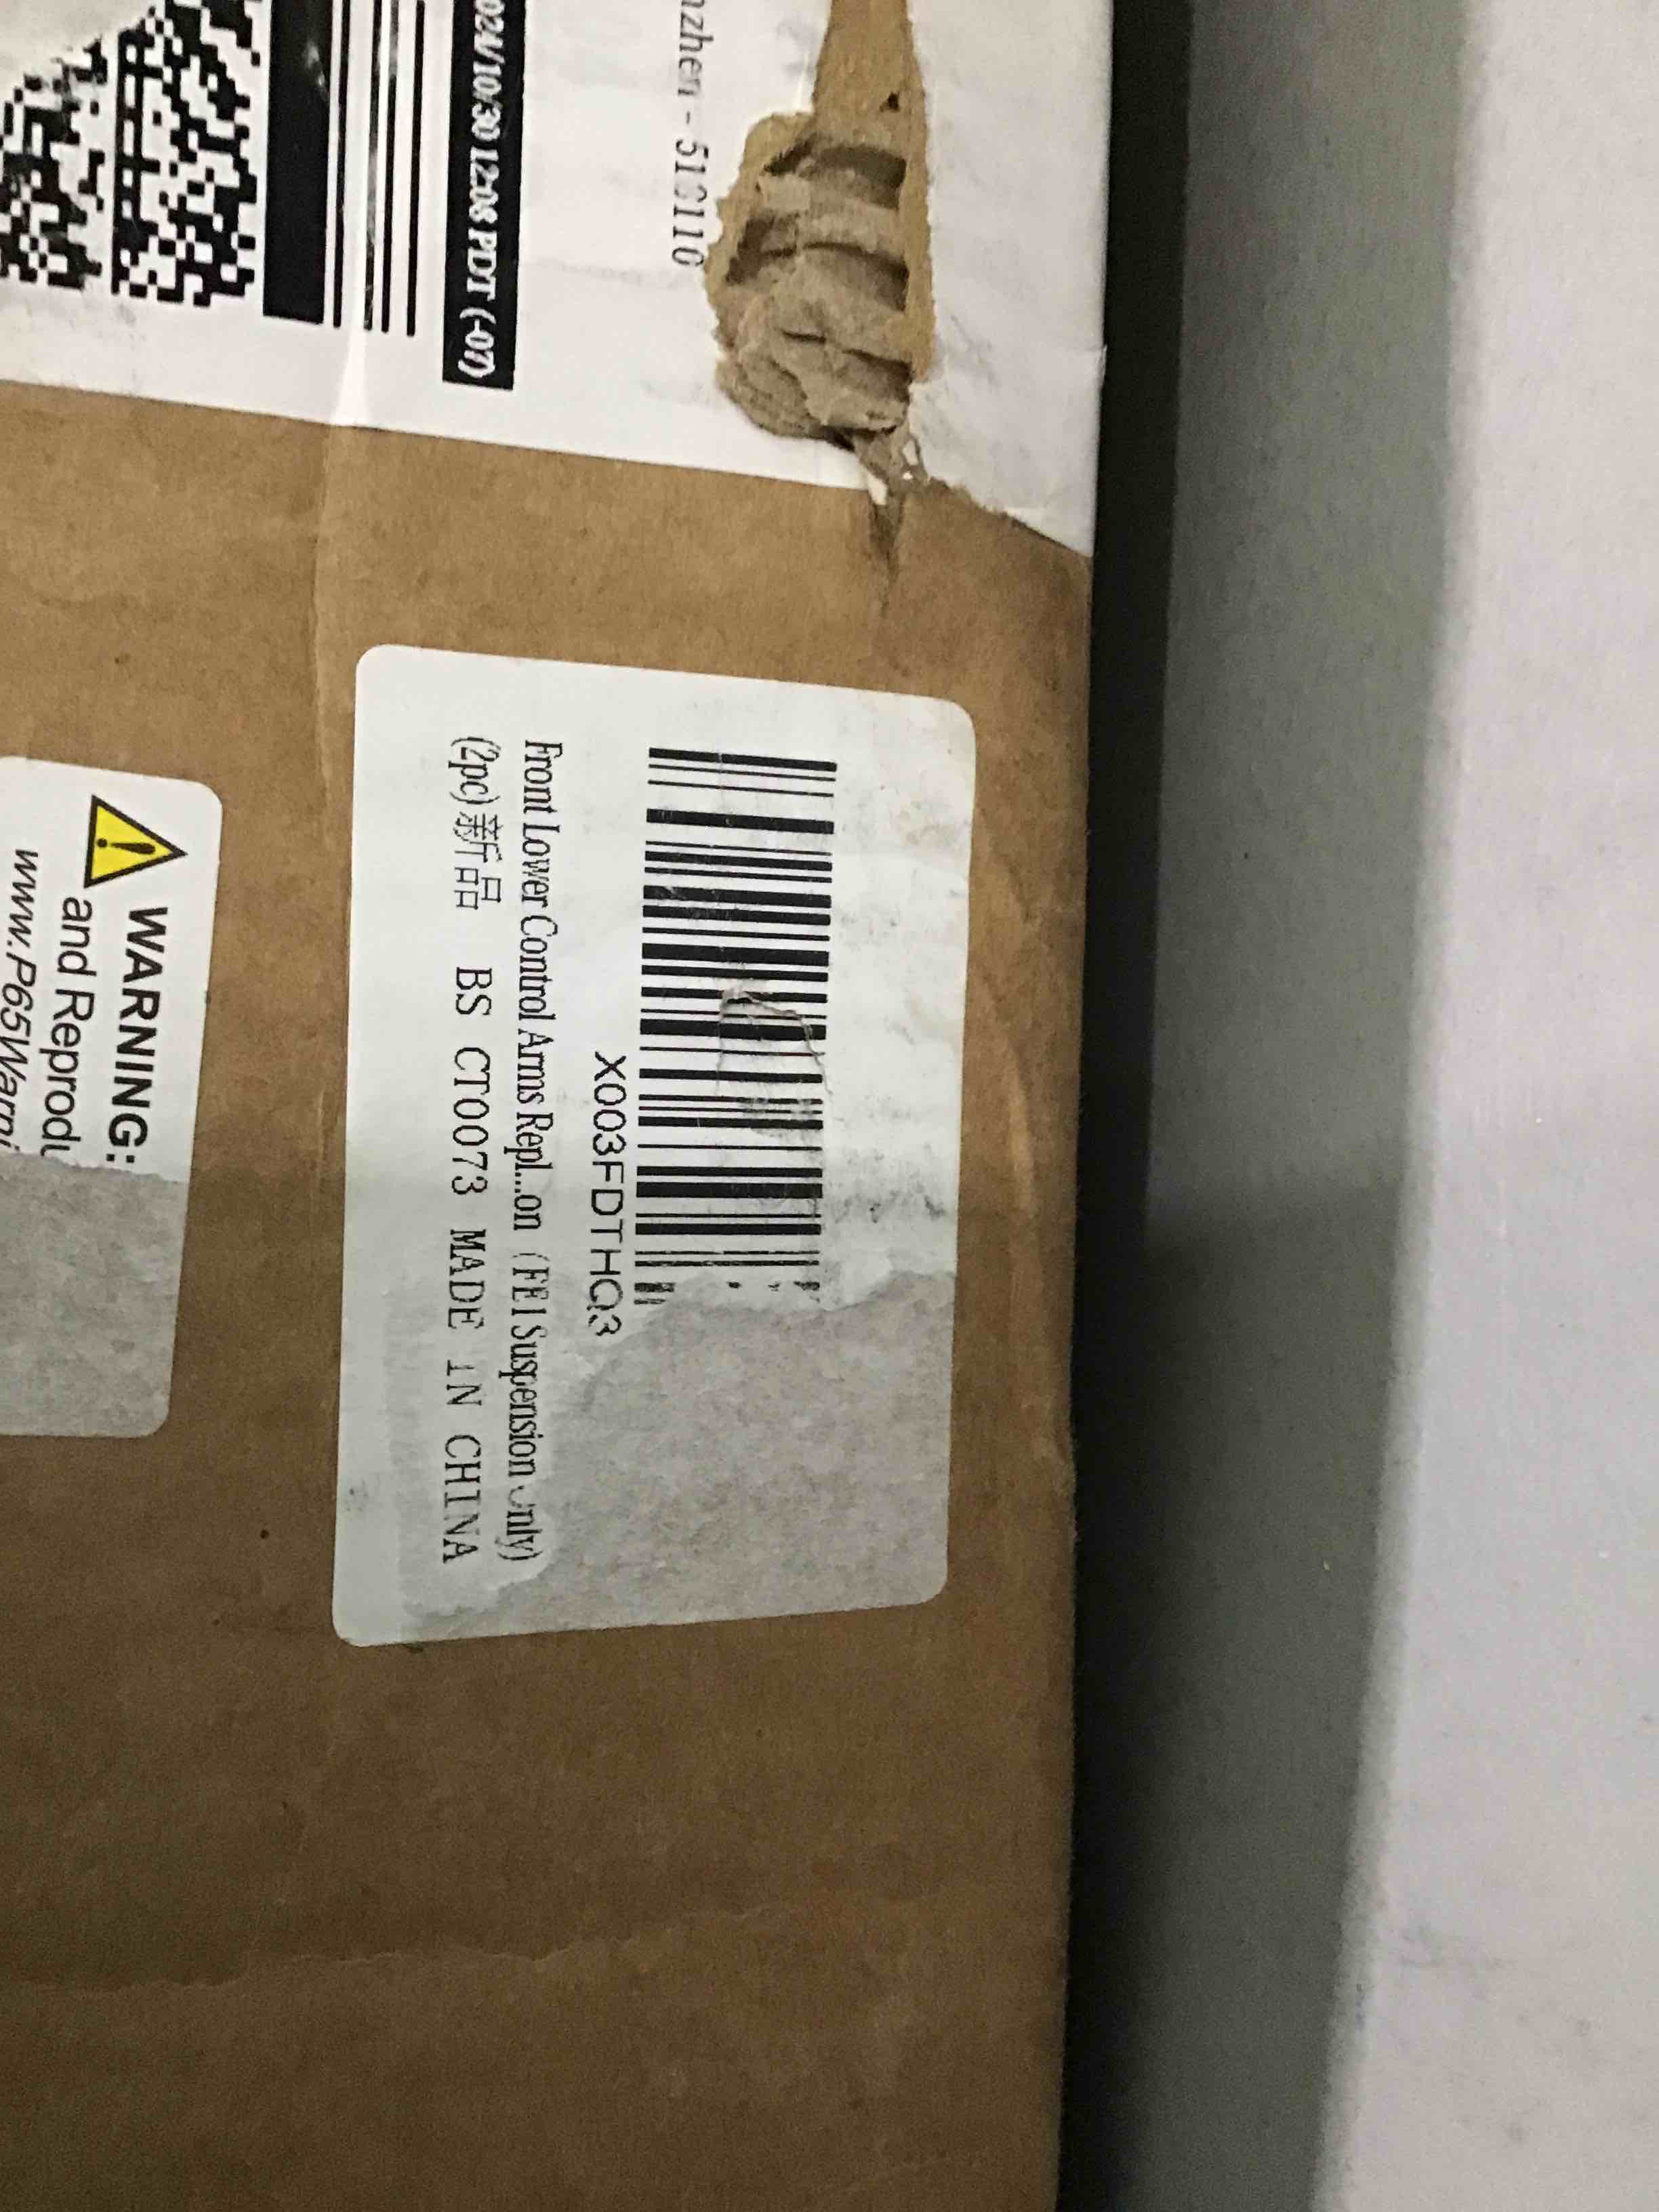 nzhen - 518110
024/10/30 12:08 PDT (-07)
X003FDTHQ3
Front Lower Control Arms Repl...on (FE1 Suspension Only)
(2pc) 新品 BS CT0073 MADE IN CHINA
WARNING:
and Reprodu
www.P65Warni